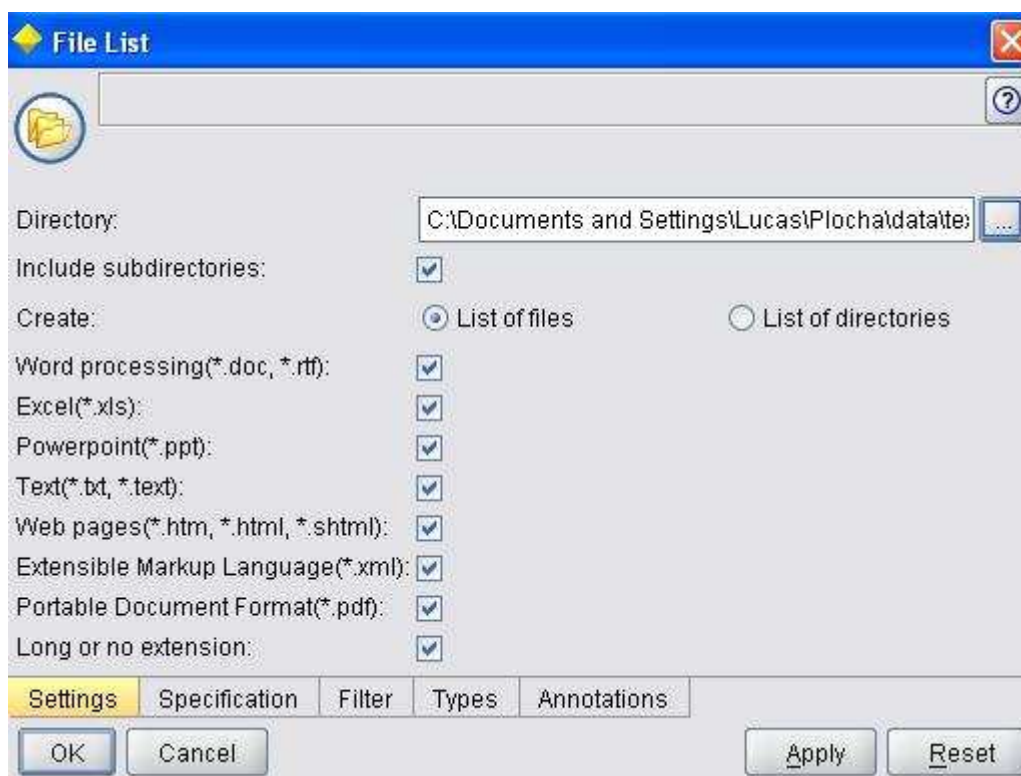 File List
Directory:
C:\Documents and Settings\Lucas\Plocha\data\te
...
Include subdirectories:
Create:
List of files
List of directories
Word processing(*.doc, *.rtf):
Excel(*.xls):
Powerpoint(*.ppt):
Text(*.txt, *.text):
Web pages(*.htm, *.html, *.shtml):
Extensible Markup Language(*.xml):
Portable Document Format(*.pdf):
Long or no extension:
Settings
Specification
Filter
Types
Annotations
OK
Cancel
Apply
Reset